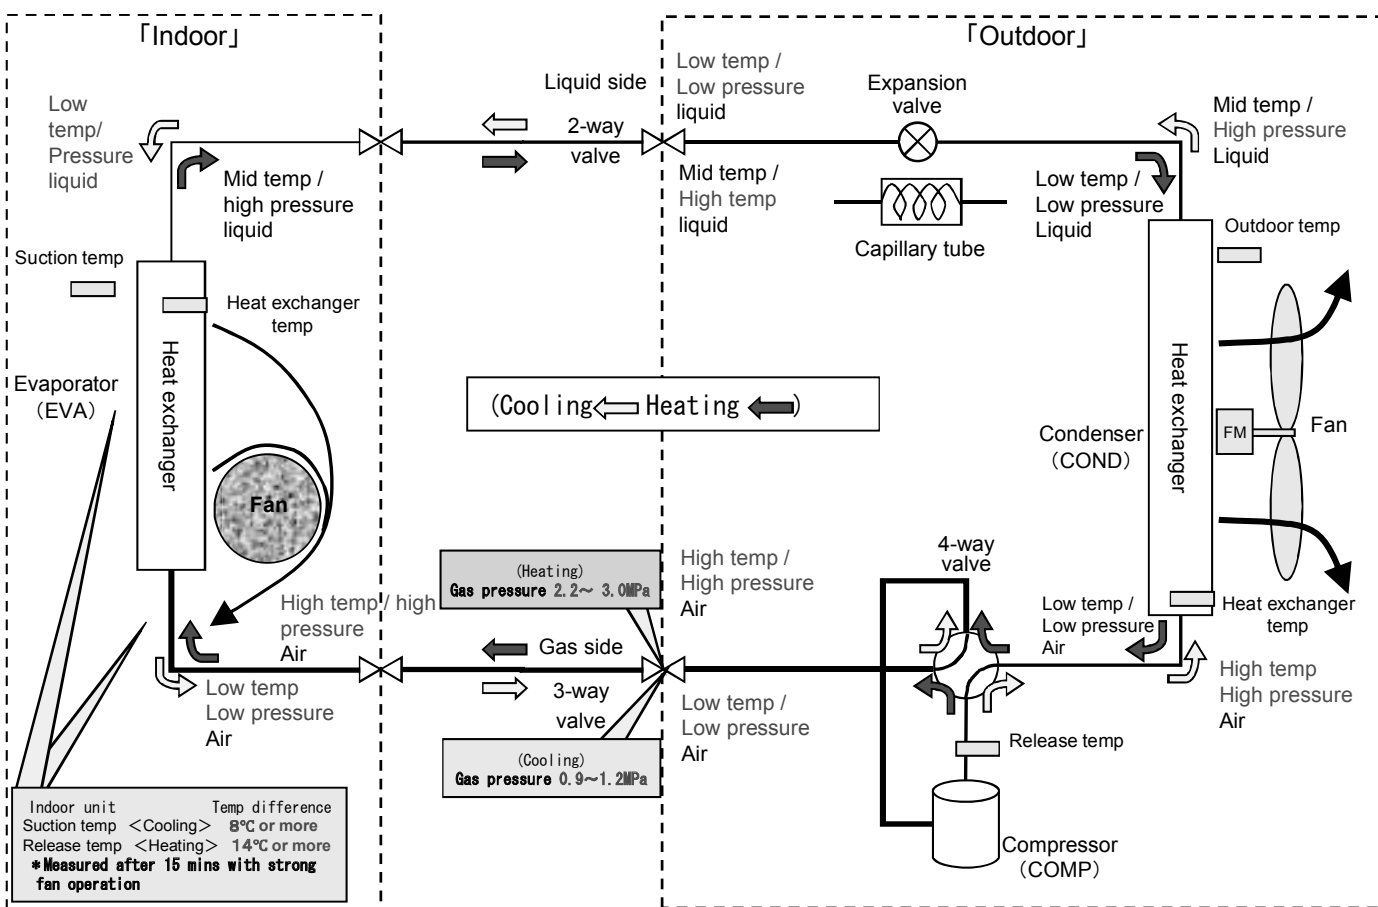 「Indoor」
「Outdoor」
Low
temp/
Pressure
liquid
Mid temp /
high pressure
liquid
Liquid side
2-way
valve
Low temp /
Low pressure
liquid
Mid temp /
High temp
liquid
Expansion
valve
Capillary tube
Mid temp /
High pressure
Liquid
Low temp /
Low pressure
Liquid
Suction temp
Heat exchanger
temp
Heat exchanger
Evaporator
（EVA）
Fan
(Cooling Heating )
Outdoor temp
Heat exchanger
Condenser
（COND）
FM
Fan
Heat exchanger
temp
4-way
valve
(Heating)
Gas pressure 2.2～ 3.0MPa
High temp /
High pressure
Air
High temp / high
pressure
Air
Gas side
3-way
valve
Low temp
Low pressure
Air
Low temp /
Low pressure
Air
Low temp /
Low pressure
Air
High temp
High pressure
Air
(Cooling)
Gas pressure 0.9～1.2MPa
Release temp
Compressor
（COMP）
Indoor unit Temp difference
Suction temp ＜Cooling＞ 8℃ or more
Release temp ＜Heating＞ 14℃ or more
＊Measured after 15 mins with strong
fan operation